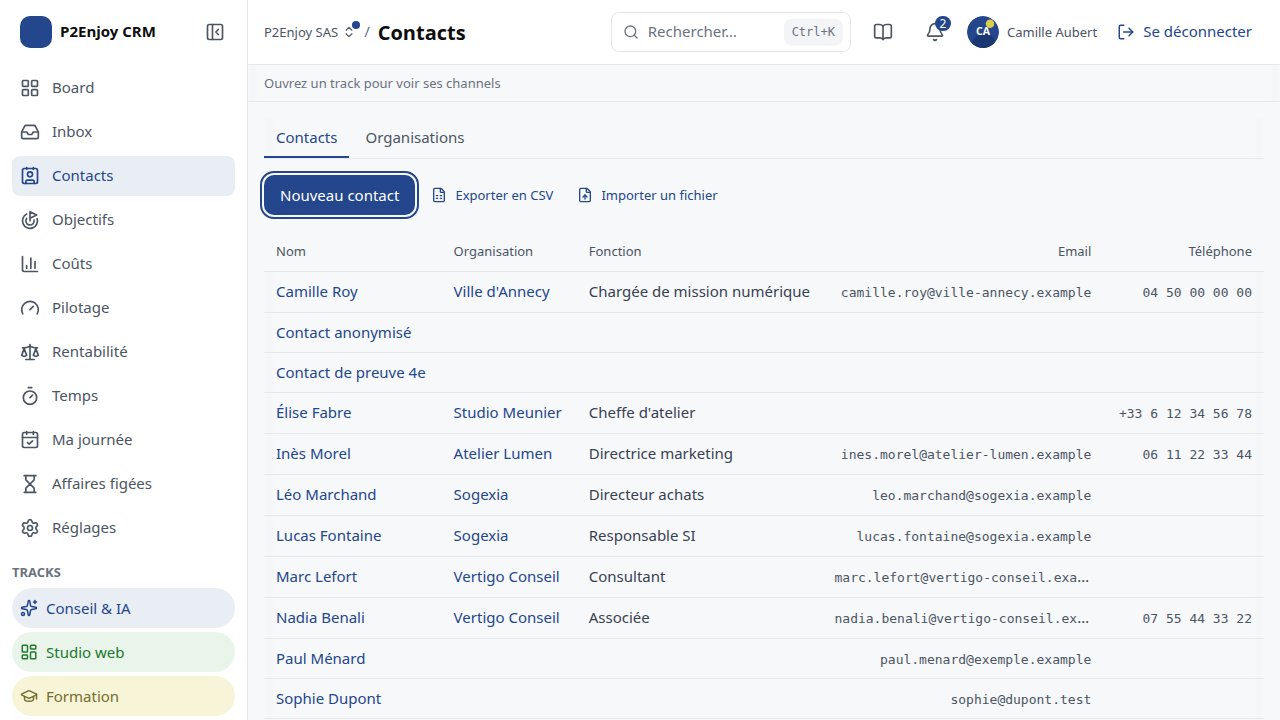 P2Enjoy CRM
P2Enjoy SAS / Contacts
Rechercher... Ctrl+K
2
CA Camille Aubert
Se déconnecter
Board
Inbox
Contacts
Objectifs
Coûts
Pilotage
Rentabilité
Temps
Ma journée
Affaires figées
Réglages
TRACKS
Conseil & IA
Studio web
Formation
Ouvrez un track pour voir ses channels
Contacts Organisations
Nouveau contact Exporter en CSV Importer un fichier
Nom Organisation Fonction Email Téléphone
Camille Roy Ville d'Annecy Chargée de mission numérique camille.roy@ville-annecy.example 04 50 00 00 00
Contact anonymisé
Contact de preuve 4e
Élise Fabre Studio Meunier Cheffe d'atelier +33 6 12 34 56 78
Inès Morel Atelier Lumen Directrice marketing ines.morel@atelier-lumen.example 06 11 22 33 44
Léo Marchand Sogexia Directeur achats leo.marchand@sogexia.example
Lucas Fontaine Sogexia Responsable SI lucas.fontaine@sogexia.example
Marc Lefort Vertigo Conseil Consultant marc.lefort@vertigo-conseil.exa...
Nadia Benali Vertigo Conseil Associée nadia.benali@vertigo-conseil.ex... 07 55 44 33 22
Paul Ménard paul.menard@exemple.example
Sophie Dupont sophie@dupont.test